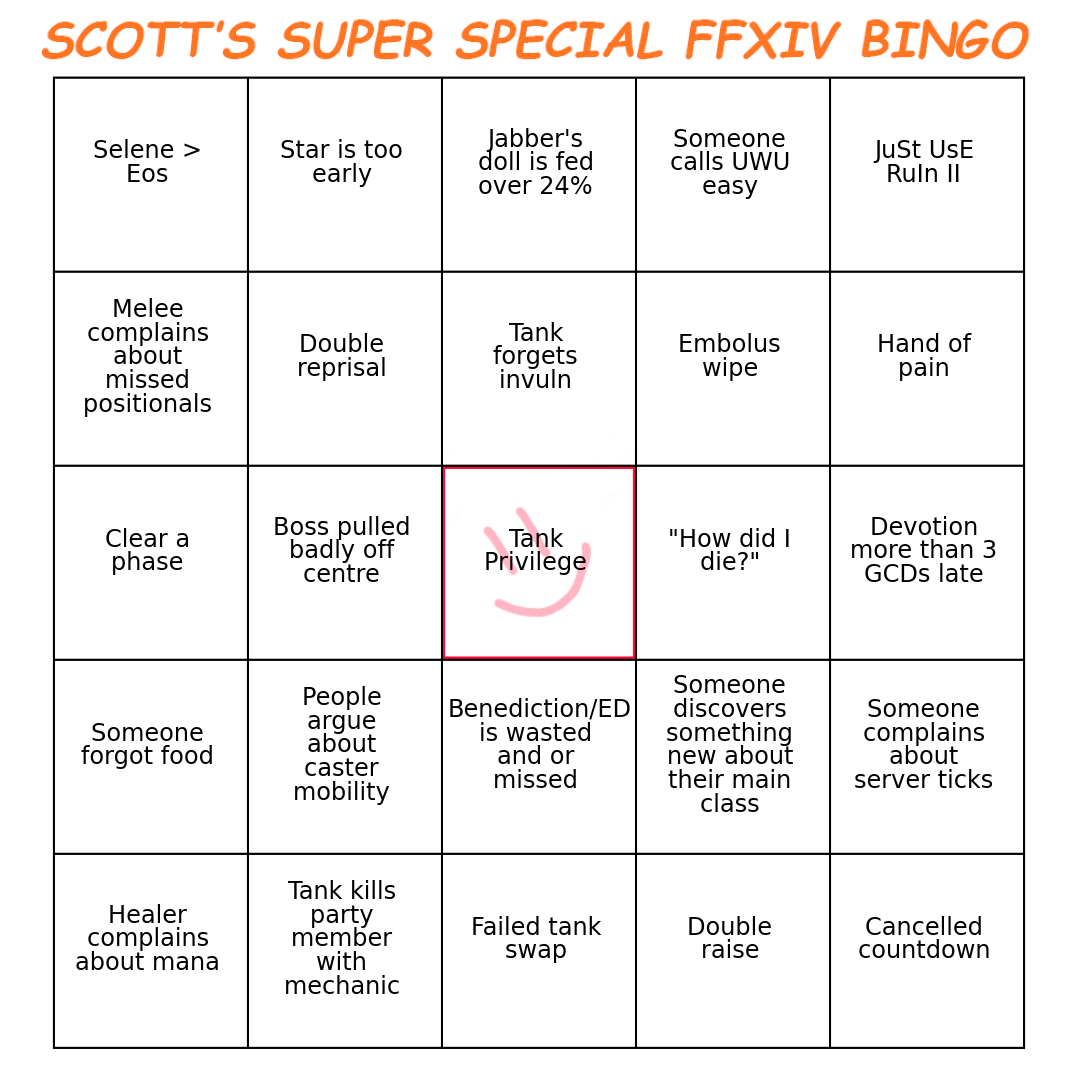 SCOTT'S SUPER SPECIAL FFXIV BINGO
Selene >
Eos
Star is too
early
Jabber's
doll is fed
over 24%
Someone
calls UWU
easy
JuSt UsE
RuIn II
Melee
complains
about
missed
positionals
Double
reprisal
Tank
forgets
invuln
Embolus
wipe
Hand of
pain
Clear a
phase
Boss pulled
badly off
centre
Tank
Privilege
"How did I
die?"
Devotion
more than 3
GCDs late
Someone
forgot food
People
argue
about
caster
mobility
Benediction/ED
is wasted
and or
missed
Someone
discovers
something
new about
their main
class
Someone
complains
about
server ticks
Healer
complains
about mana
Tank kills
party
member
with
mechanic
Failed tank
swap
Double
raise
Cancelled
countdown